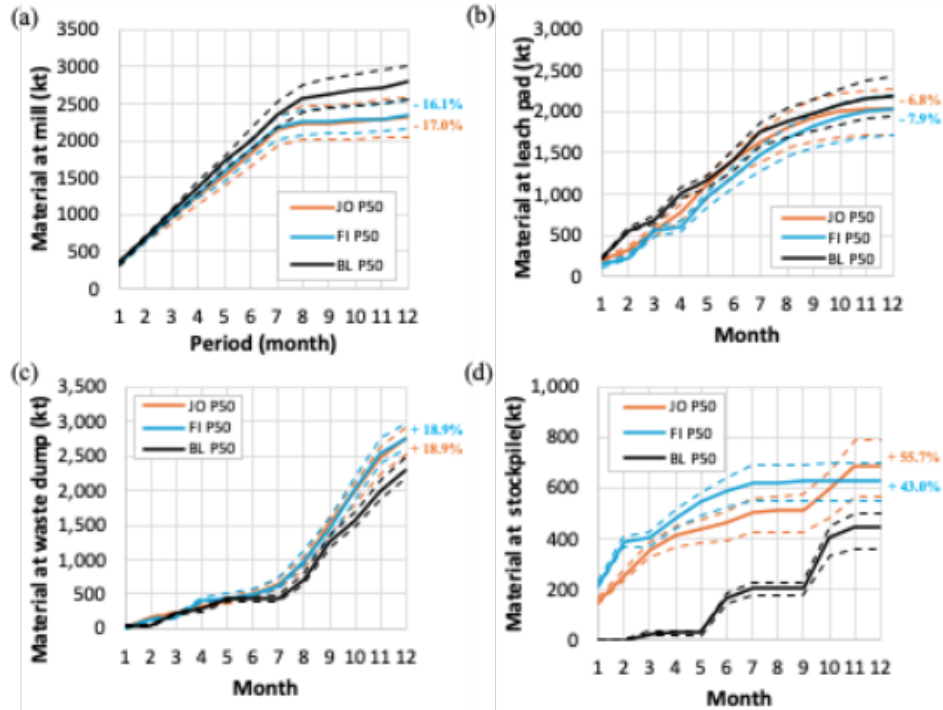 (a)
Material at mill (kt)
3500
3000
2500
2000
1500
1000
500
0
- 16.1%
- 17.0%
JO P50
FI P50
BL P50
1 2 3 4 5 6 7 8 9 10 11 12
Period (month)
(b)
Material at leach pad (kt)
3,000
2,500
2,000
1,500
1,000
500
0
- 6.8%
- 7.9%
JO P50
FI P50
BL P50
1 2 3 4 5 6 7 8 9 10 11 12
Month
(c)
Material at waste dump (kt)
3,500
3,000
2,500
2,000
1,500
1,000
500
0
JO P50
FI P50
BL P50
+ 18.9%
+ 18.9%
1 2 3 4 5 6 7 8 9 10 11 12
Month
(d)
Material at stockpile(kt)
1,000
800
600
400
200
0
JO P50
FI P50
BL P50
+ 55.7%
+ 43.0%
1 2 3 4 5 6 7 8 9 10 11 12
Month